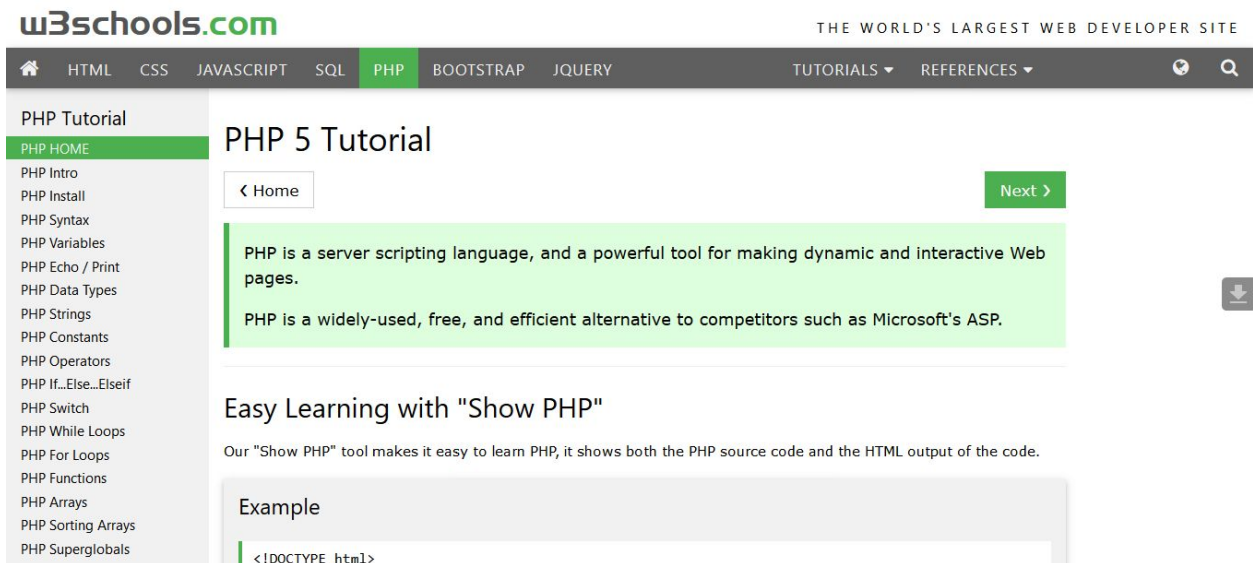 w3schools.com
THE WORLD'S LARGEST WEB DEVELOPER SITE
HTML CSS JAVASCRIPT SQL PHP BOOTSTRAP JQUERY TUTORIALS REFERENCES
PHP Tutorial
PHP HOME
PHP Intro
PHP Install
PHP Syntax
PHP Variables
PHP Echo / Print
PHP Data Types
PHP Strings
PHP Constants
PHP Operators
PHP If...Else...Elseif
PHP Switch
PHP While Loops
PHP For Loops
PHP Functions
PHP Arrays
PHP Sorting Arrays
PHP Superglobals
PHP 5 Tutorial
❮ Home
Next ❯
PHP is a server scripting language, and a powerful tool for making dynamic and interactive Web
pages.
PHP is a widely-used, free, and efficient alternative to competitors such as Microsoft's ASP.
Easy Learning with "Show PHP"
Our "Show PHP" tool makes it easy to learn PHP, it shows both the PHP source code and the HTML output of the code.
Example
<!DOCTYPE html>